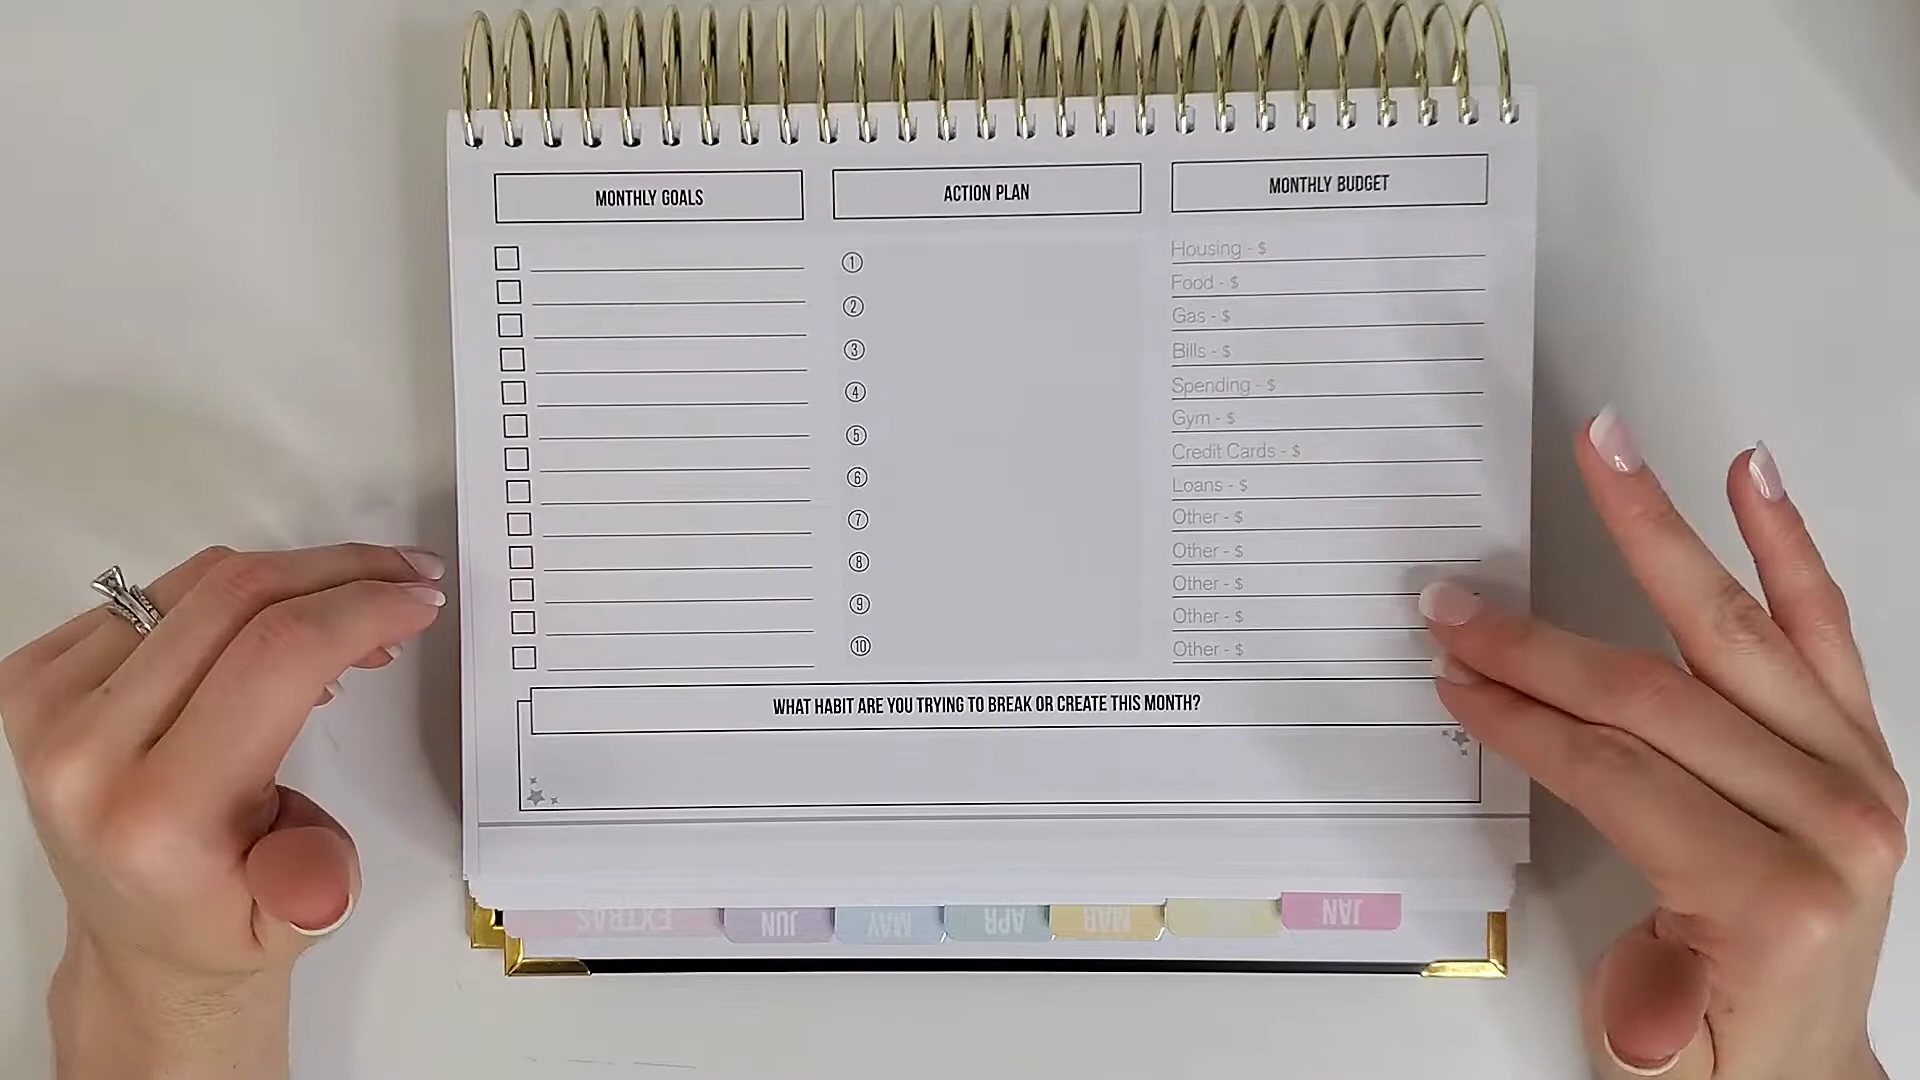 MONTHLY GOALS
ACTION PLAN
1
2
3
4
5
6
7
8
9
10
MONTHLY BUDGET
Housing - $
Food - $
Gas - $
Bills - $
Spending - $
Gym - $
Credit Cards - $
Loans - $
Other - $
Other - $
Other - $
Other - $
Other - $
WHAT HABIT ARE YOU TRYING TO BREAK OR CREATE THIS MONTH?
EXTRAS
JUN
MAY
APR
MAR
JAN